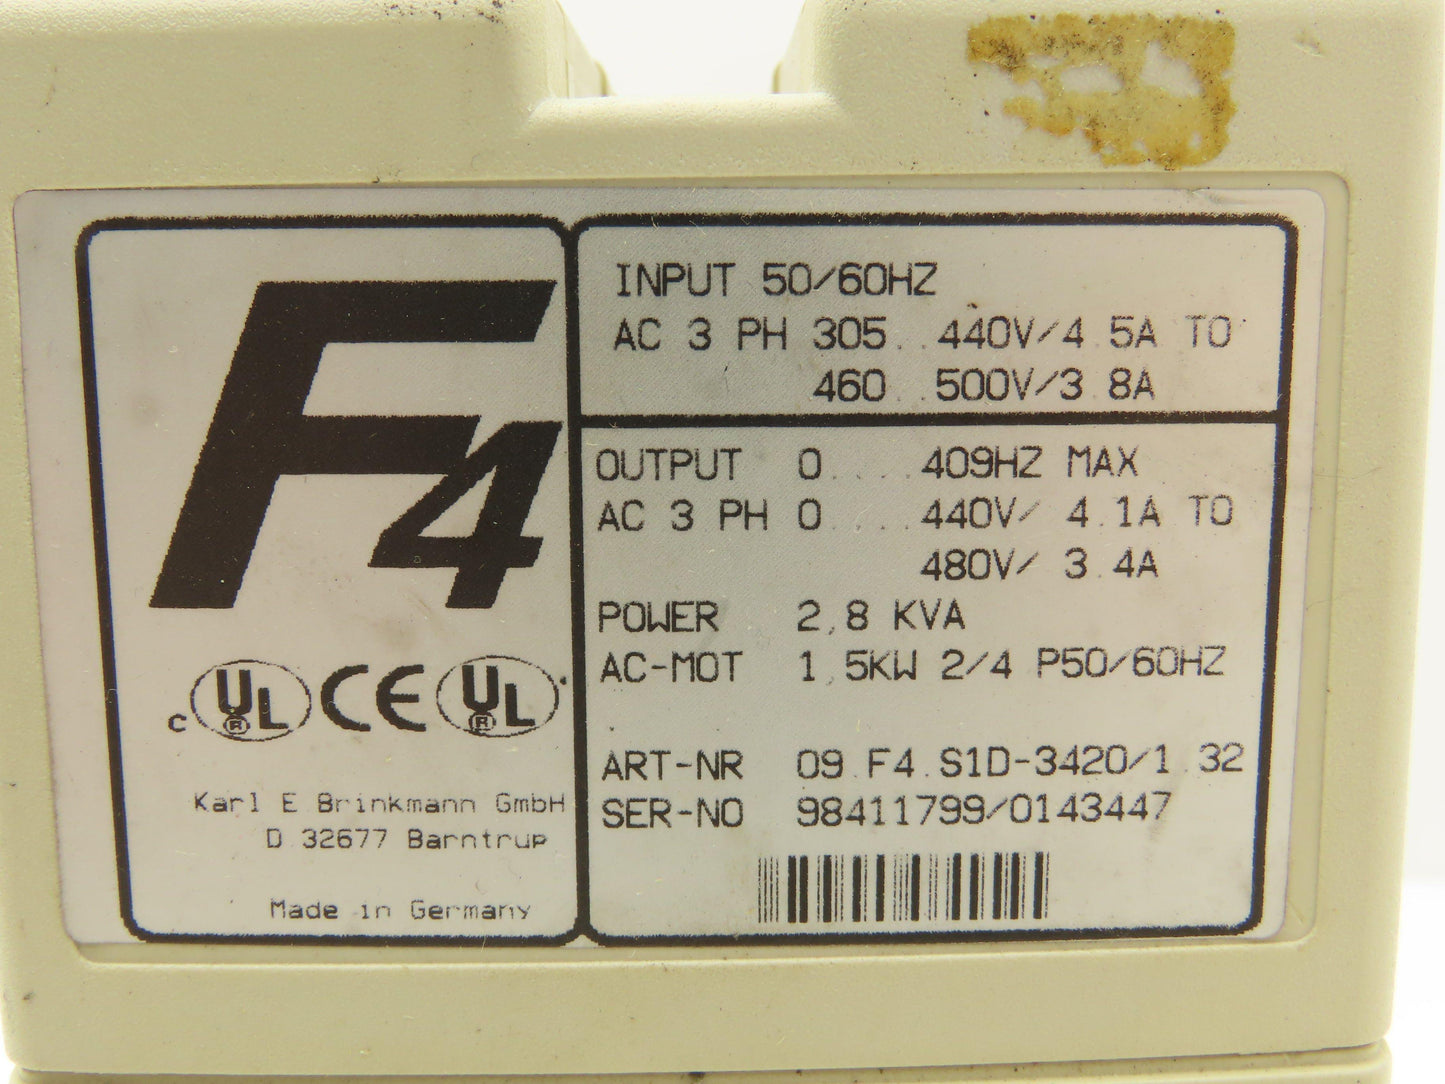 F4
c UL® CE UL®
Karl E Brinkmann GmbH
D 32677 Barntrup
Made in Germany
INPUT 50/60HZ
AC 3 PH 305..440V/4.5A TO
460..500V/3.8A
OUTPUT 0....409HZ MAX
AC 3 PH 0....440V/ 4.1A TO
480V/ 3.4A
POWER 2,8 KVA
AC-MOT 1,5KW 2/4 P50/60HZ
ART-NR 09.F4.S1D-3420/1.32
SER-NO 98411799/0143447